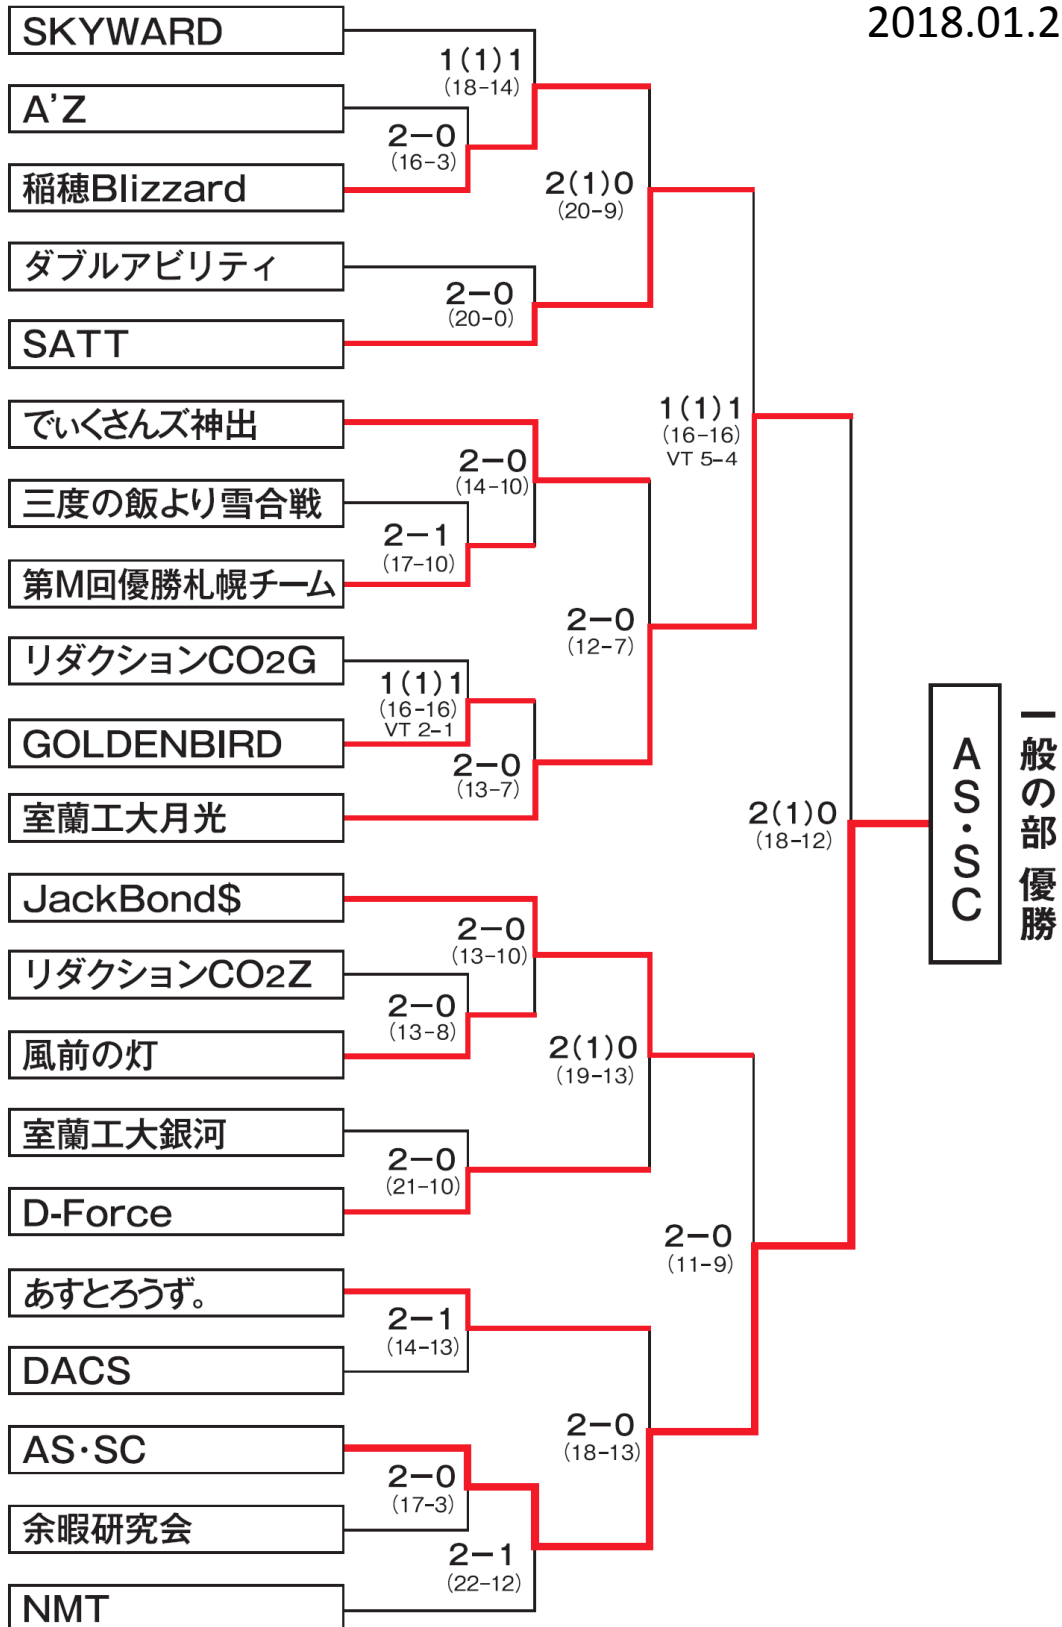 2018.01.2
SKYWARD
1(1)1
(18-14)
A'Z
2-0
(16-3)
稲穂Blizzard
2(1)0
(20-9)
ダブルアビリティ
2-0
(20-0)
SATT
1(1)1
(16-16)
VT 5-4
でぃくさんズ神出
2-0
(14-10)
三度の飯より雪合戦
2-1
(17-10)
第M回優勝札幌チーム
2-0
(12-7)
リダクションCO2G
1(1)1
(16-16)
VT 2-1
GOLDENBIRD
2-0
(13-7)
室蘭工大月光
2(1)0
(18-12)
AS・SC
一般の部 優勝
JackBond$
2-0
(13-10)
リダクションCO2Z
2-0
(13-8)
風前の灯
2(1)0
(19-13)
室蘭工大銀河
2-0
(21-10)
D-Force
2-0
(11-9)
あすとろうず。
2-1
(14-13)
DACS
2-0
(18-13)
AS・SC
2-0
(17-3)
余暇研究会
2-1
(22-12)
NMT